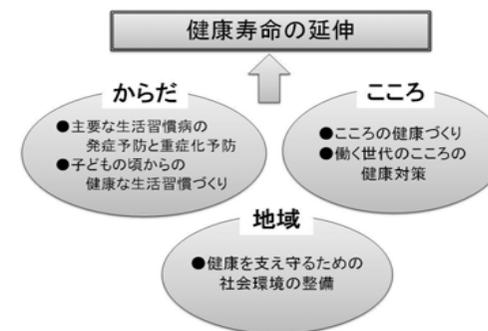 健康寿命の延伸
からだ
●主要な生活習慣病の
発症予防と重症化予防
●子どもの頃からの
健康な生活習慣づくり
こころ
●こころの健康づくり
●働く世代のこころの
健康対策
地域
●健康を支え守るための
社会環境の整備